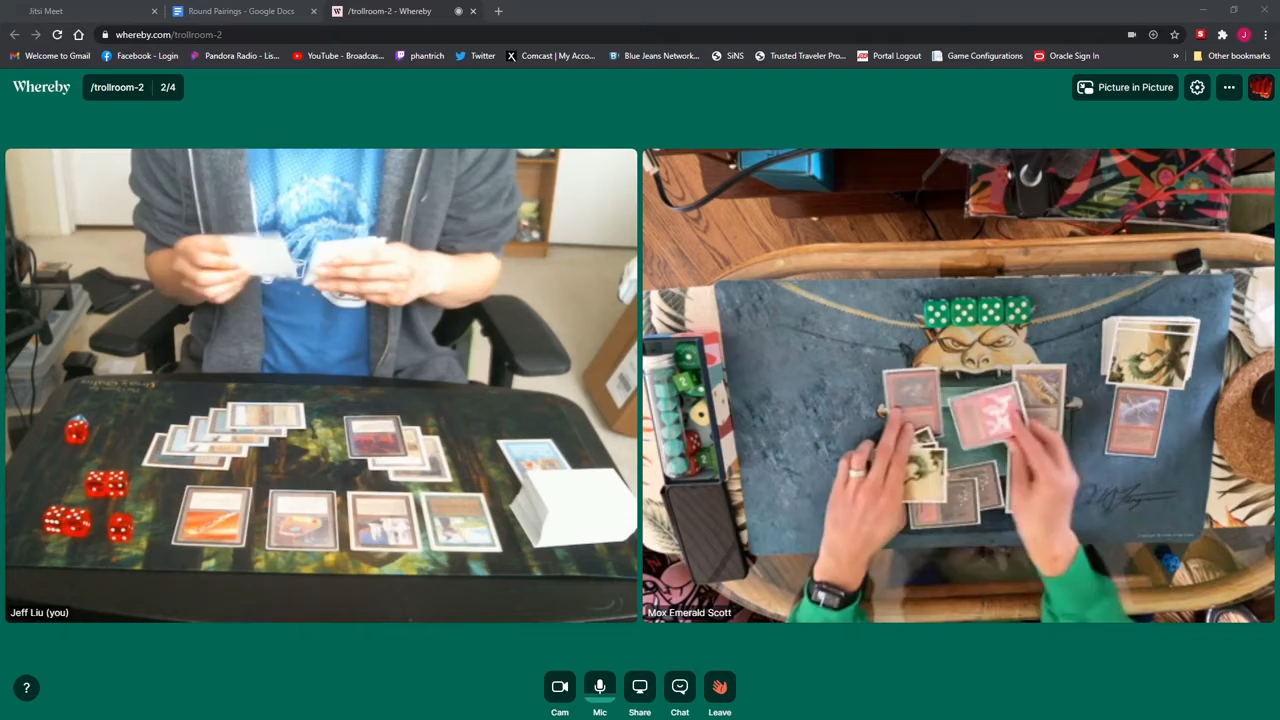 Jitsi Meet
Round Pairings - Google Docs
/trollroom-2 - Whereby
whereby.com/trollroom-2
Welcome to Gmail
Facebook - Login
Pandora Radio - Lis...
YouTube - Broadcas...
phantrich
Twitter
Comcast | My Acco...
Blue Jeans Network...
SiNS
Trusted Traveler Pro...
Portal Logout
Game Configurations
Oracle Sign In
»
Other bookmarks
Whereby
/trollroom-2
2/4
Picture in Picture
Jeff Liu (you)
Mox Emerald Scott
?
Cam
Mic
Share
Chat
Leave